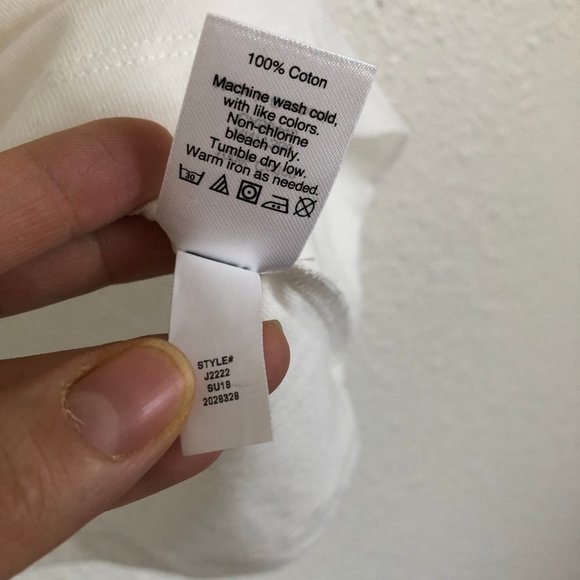 100% Coton
Machine wash cold,
with like colors.
Non-chlorine
bleach only.
Tumble dry low.
Warm iron as needed.
30
STYLE#
J2222
SU18
2028328